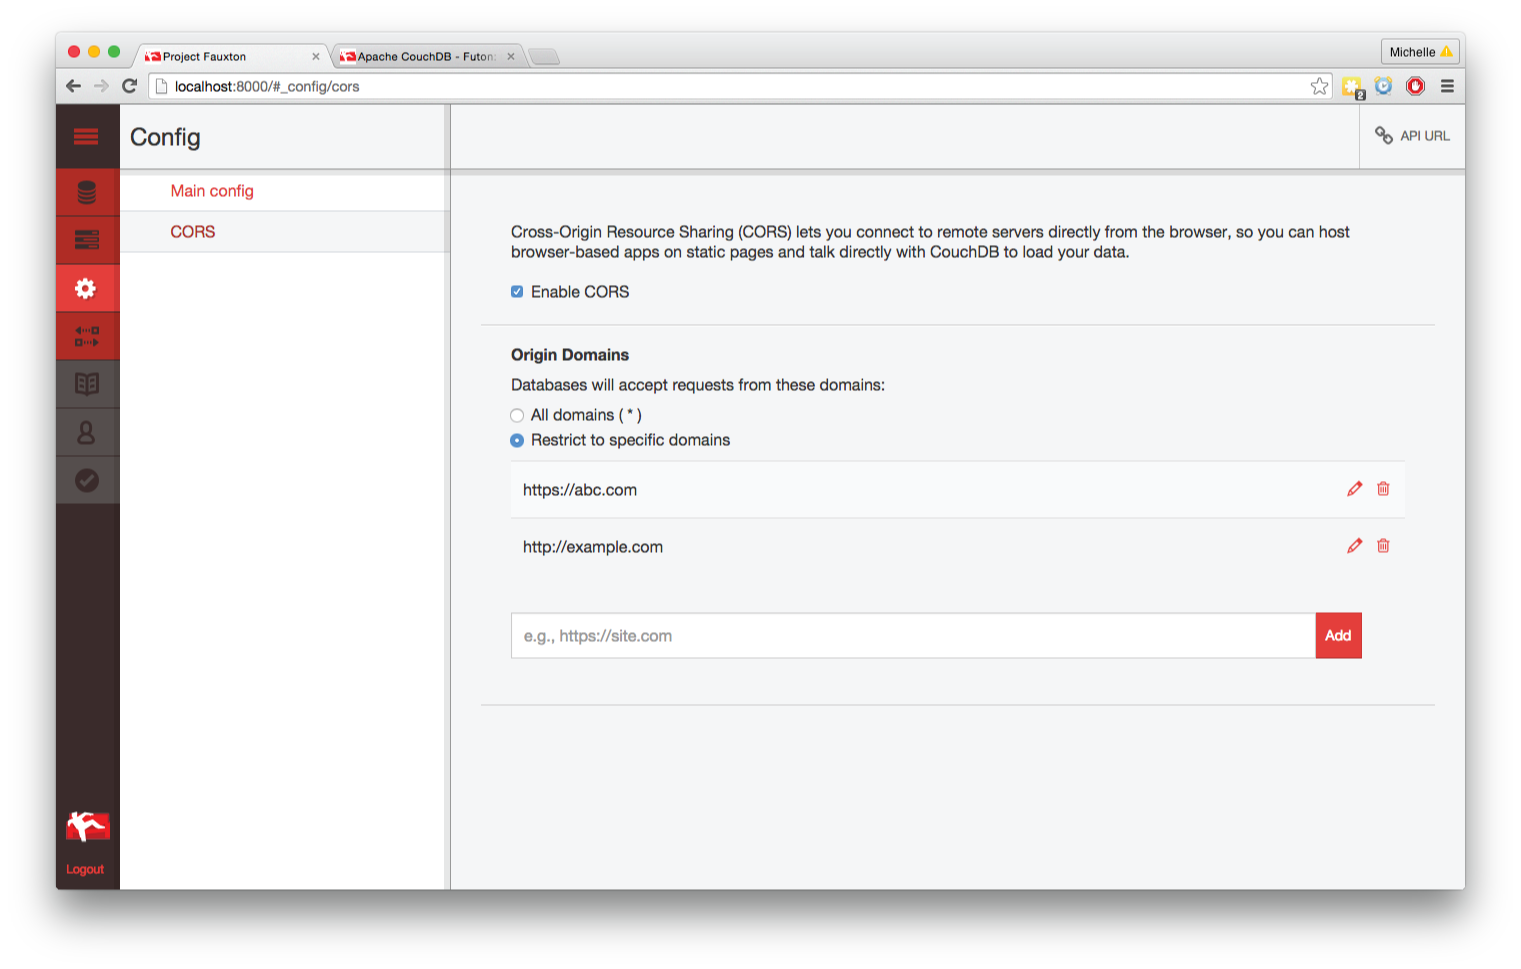 Project Fauxton
Apache CouchDB - Futon:
Michelle
localhost:8000/#_config/cors
2
Config
API URL
Main config
CORS
Cross-Origin Resource Sharing (CORS) lets you connect to remote servers directly from the browser, so you can host
browser-based apps on static pages and talk directly with CouchDB to load your data.
Enable CORS
Origin Domains
Databases will accept requests from these domains:
All domains ( * )
Restrict to specific domains
https://abc.com
http://example.com
e.g., https://site.com
Add
Logout